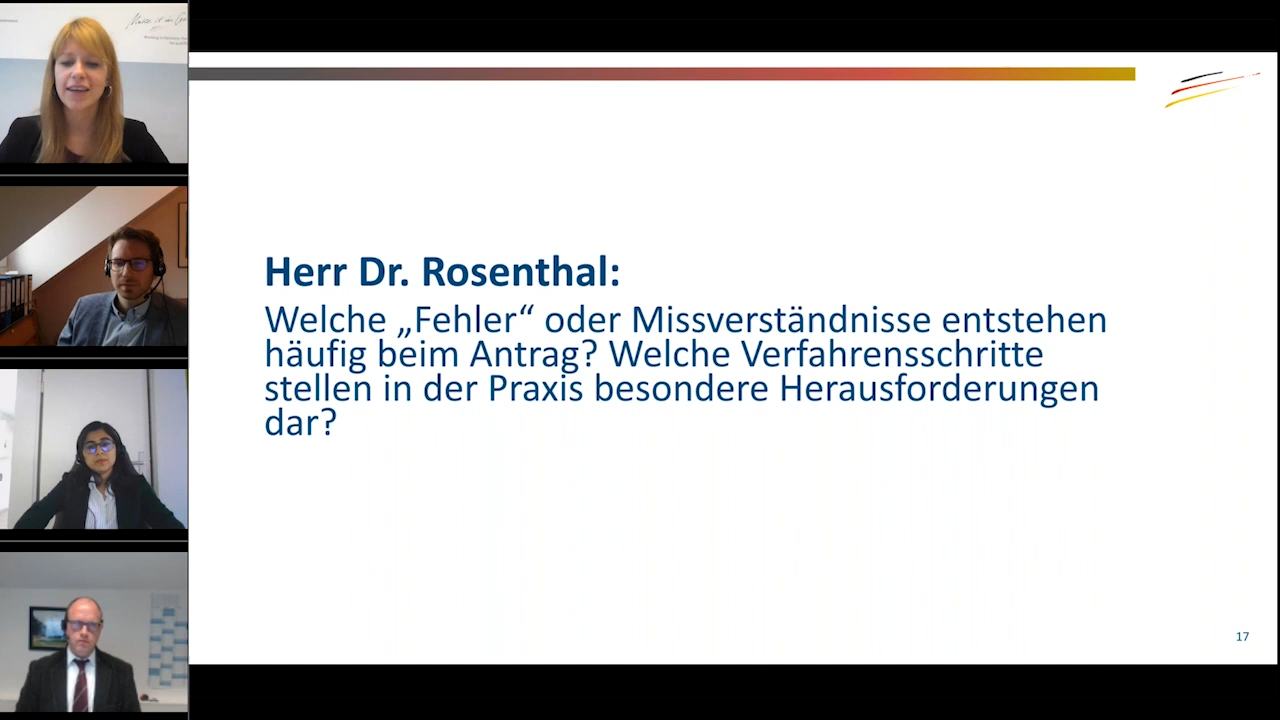 Herr Dr. Rosenthal:
Welche „Fehler“ oder Missverständnisse entstehen
häufig beim Antrag? Welche Verfahrensschritte
stellen in der Praxis besondere Herausforderungen
dar?
17